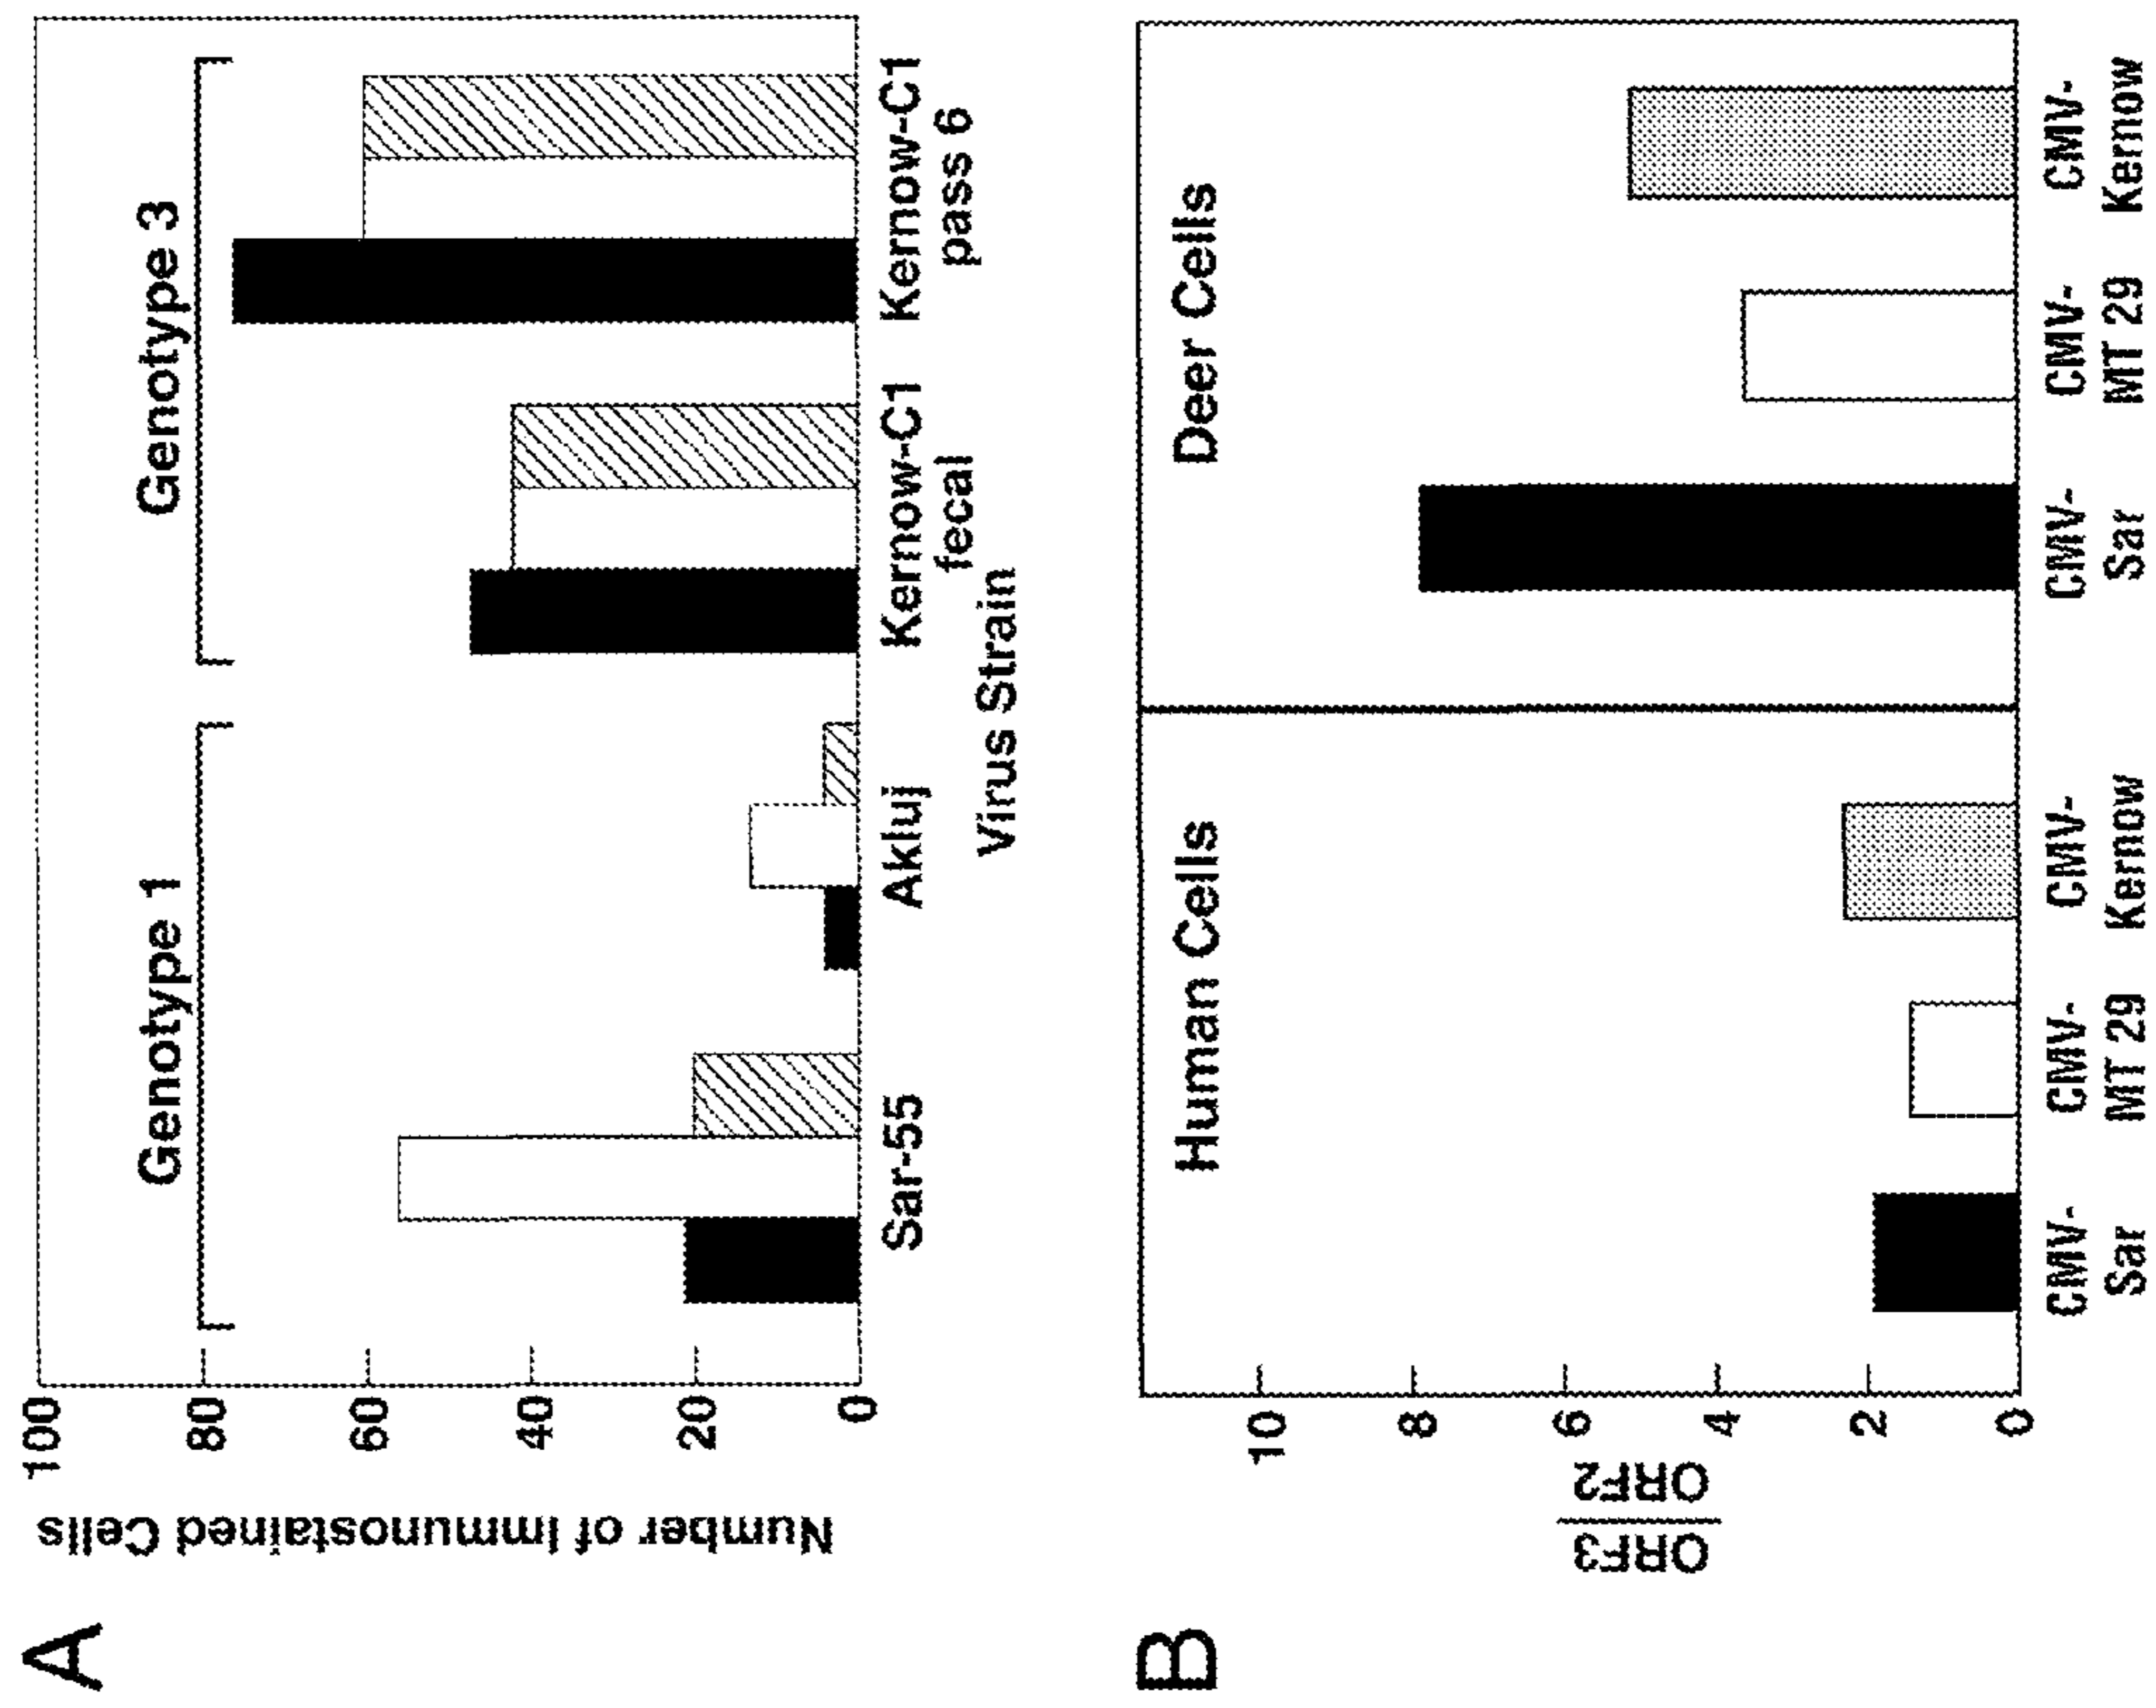 A
Number of Immunostained Cells
100
80
60
40
20
0
Genotype 1
Genotype 3
Sar-55
Akluj
Kernow-C1
fecal
Kernow-C1
pass 6
Virus Strain
B
ORF3
ORF2
10
8
6
4
2
0
Human Cells
Deer Cells
CMV-
Sar
CMV-
MT 29
CMV-
Kernow
CMV-
Sar
CMV-
MT 29
CMV-
Kernow